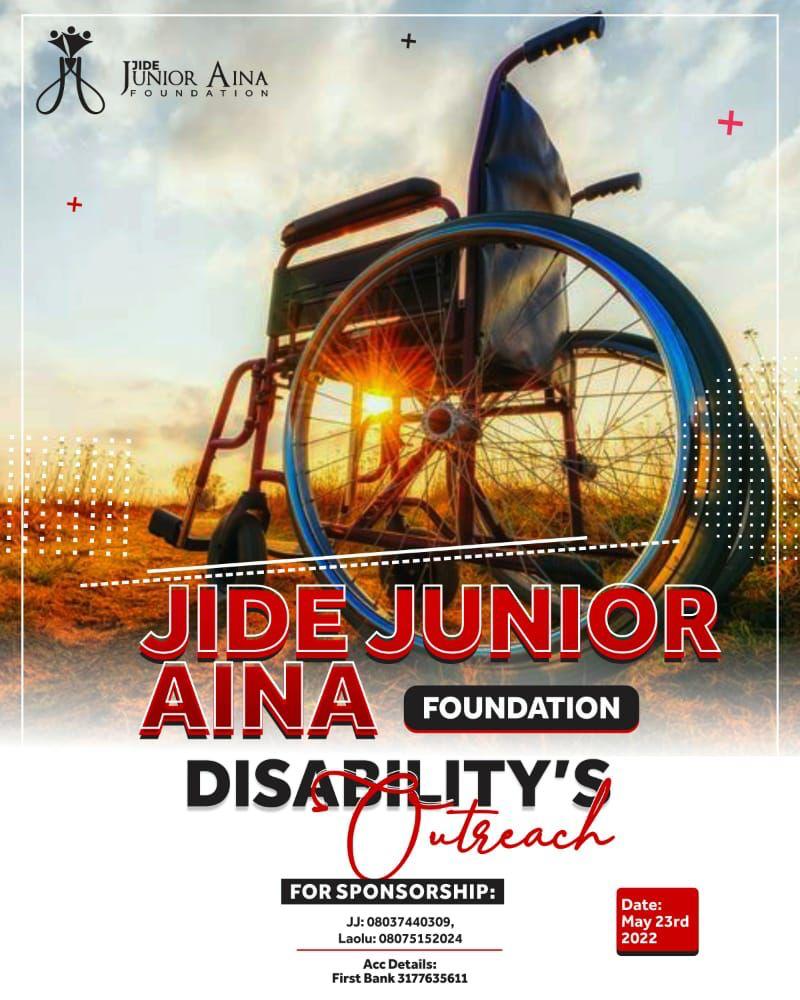 JIDE
JUNIOR AINA
FOUNDATION
JIDE JUNIOR
AINA
FOUNDATION
DISABILITY'S
Outreach
FOR SPONSORSHIP:
JJ: 08037440309,
Laolu: 08075152024
Acc Details:
First Bank 3177635611
Date:
May 23rd
2022